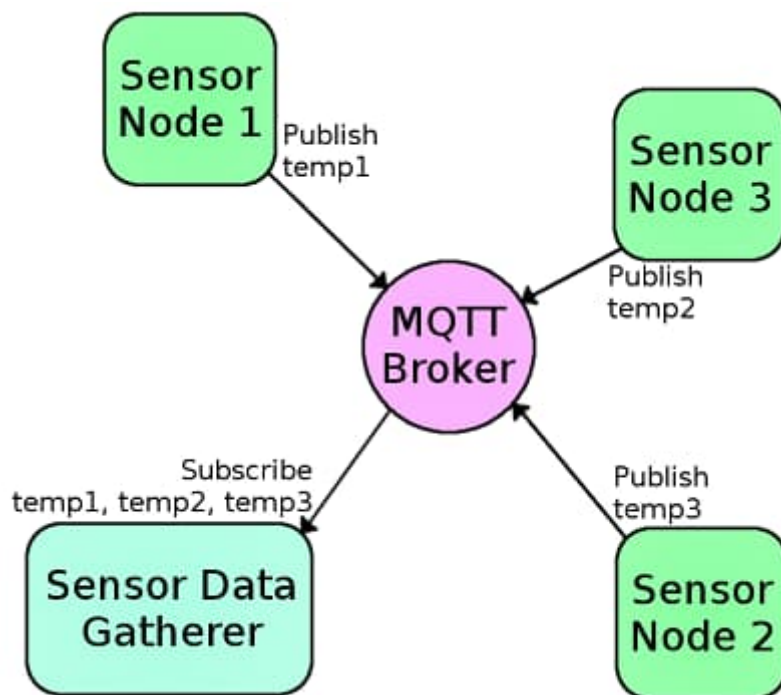 Sensor
Node 1
Publish
temp1
Sensor
Node 3
Publish
temp2
MQTT
Broker
Subscribe
temp1, temp2, temp3
Sensor Data
Gatherer
Publish
temp3
Sensor
Node 2